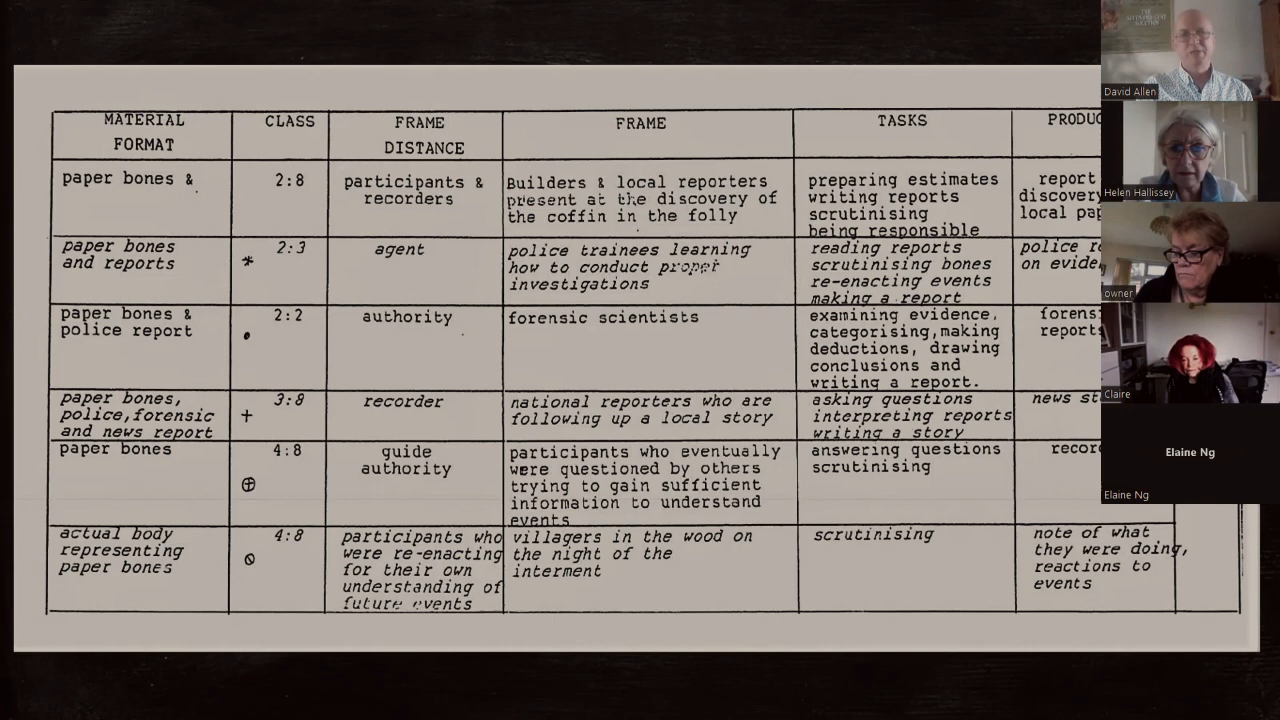 MATERIAL FORMAT CLASS FRAME DISTANCE FRAME TASKS PRODUC
paper bones &
2:8
participants &
recorders
Builders & local reporters
present at the discovery of
the coffin in the folly
preparing estimates
writing reports
scrutinising
being responsible
report
discovery
local pap
paper bones
and reports
*
2:3
agent
police trainees learning
how to conduct proper
investigations
reading reports
scrutinising bones
re-enacting events
making a report
police re
on evide
paper bones &
police report
2:2
authority
forensic scientists
examining evidence,
categorising,making
deductions, drawing
conclusions and
writing a report.
forens
reports
paper bones,
police,forensic
and news report
+
3:8
recorder
national reporters who are
following up a local story
asking questions
interpreting reports
writing a story
news st
paper bones
⊕
4:8
guide
authority
participants who eventually
were questioned by others
trying to gain sufficient
information to understand
events
answering questions
scrutinising
recor
actual body
representing
paper bones
4:8
participants who
were re-enacting
for their own
understanding of
future events
villagers in the wood on
the night of the
interment
scrutinising
note of what
they were doing,
reactions to
events
David Allen
Helen Hallissey
owner
Claire
Elaine Ng
Elaine Ng